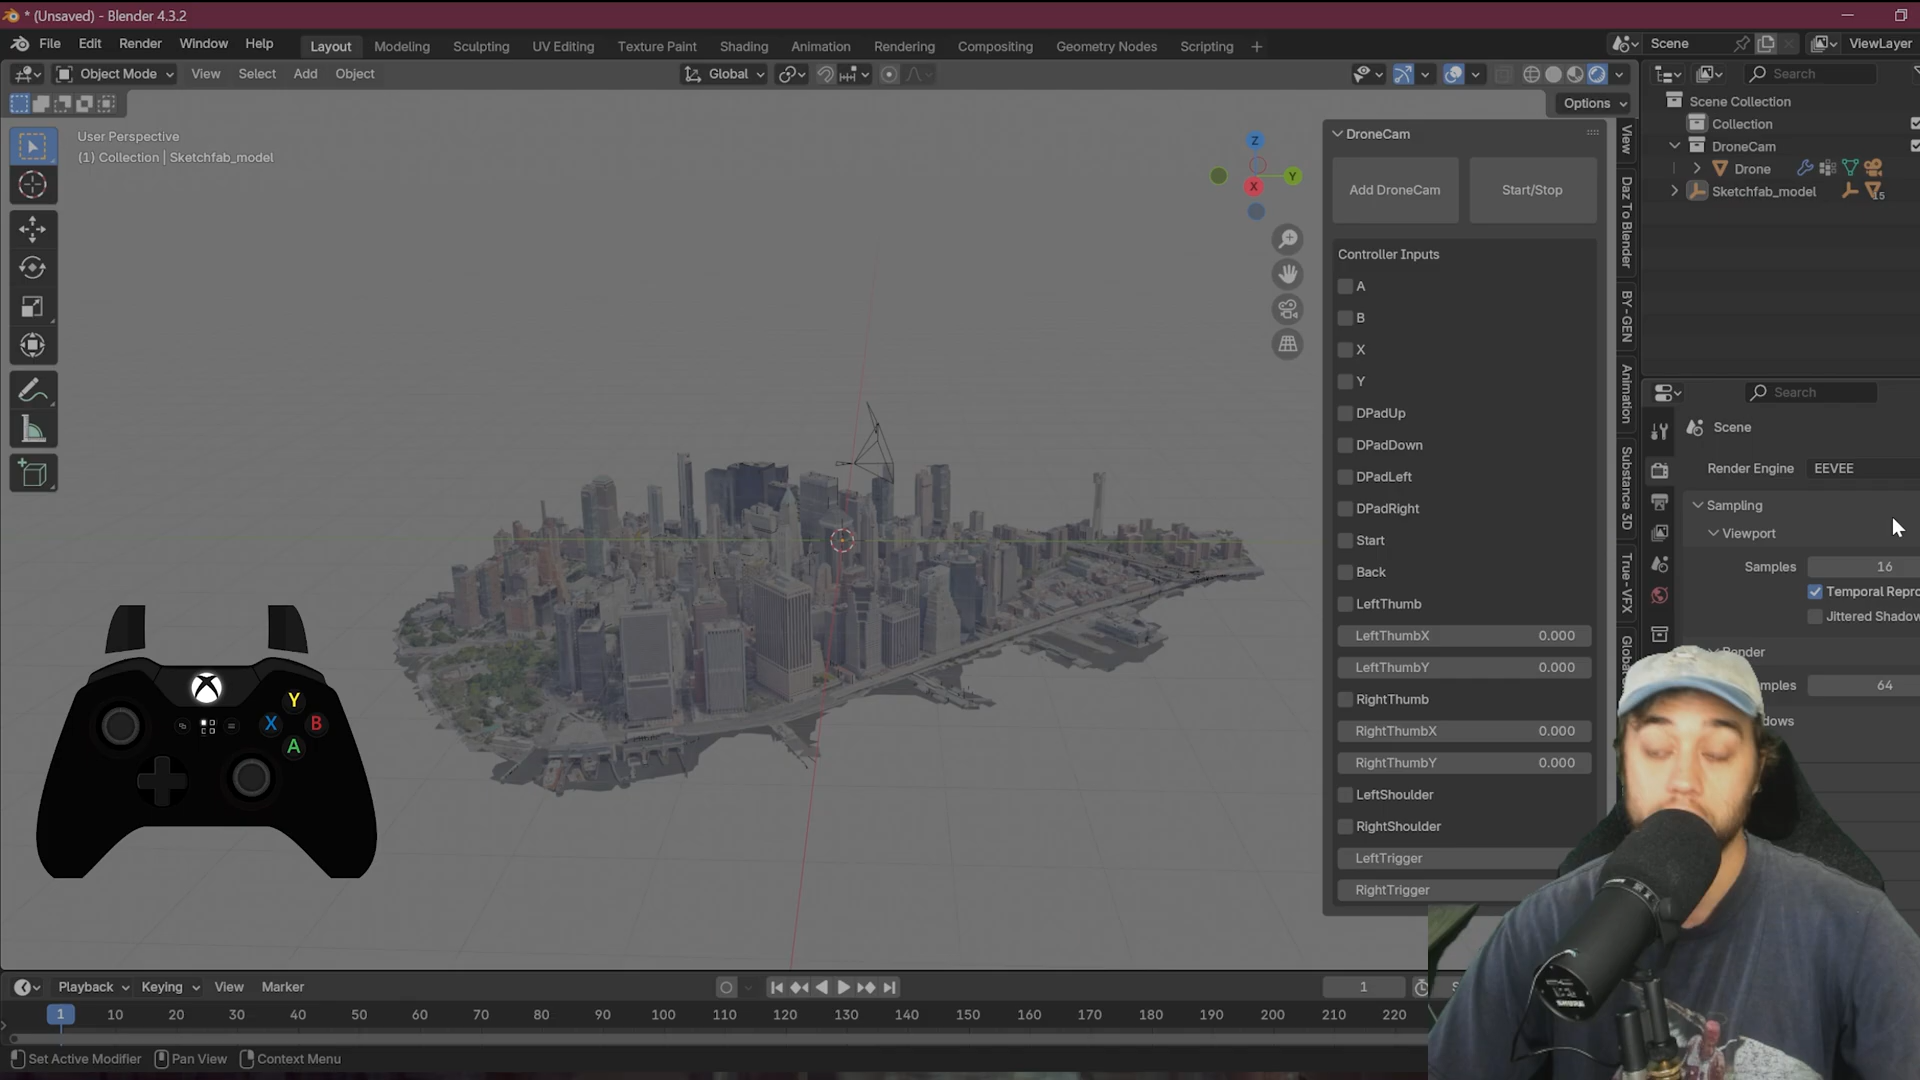 * (Unsaved) - Blender 4.3.2
File Edit Render Window Help
Layout Modeling Sculpting UV Editing Texture Paint Shading Animation Rendering Compositing Geometry Nodes Scripting +
Scene
ViewLayer
Object Mode View Select Add Object
Global
Search
Options
User Perspective
(1) Collection | Sketchfab_model
Z
Y
X
DroneCam
Add DroneCam
Start/Stop
Controller Inputs
A
B
X
Y
DPadUp
DPadDown
DPadLeft
DPadRight
Start
Back
LeftThumb
LeftThumbX 0.000
LeftThumbY 0.000
RightThumb
RightThumbX 0.000
RightThumbY 0.000
LeftShoulder
RightShoulder
LeftTrigger
RightTrigger
View
Daz To Blender
BY-GEN
Animation
Substance 3D
True-VFX
Scene Collection
Collection
DroneCam
Drone
Sketchfab_model
15
Search
Scene
Render Engine EEVEE
Sampling
Viewport
Samples 16
Temporal Repro
Jittered Shadow
64
Y
X
B
A
Playback Keying View Marker
1
1 10 20 30 40 50 60 70 80 90 100 110 120 130 140 150 160 170 180 190 200 210 220
Set Active Modifier Pan View Context Menu